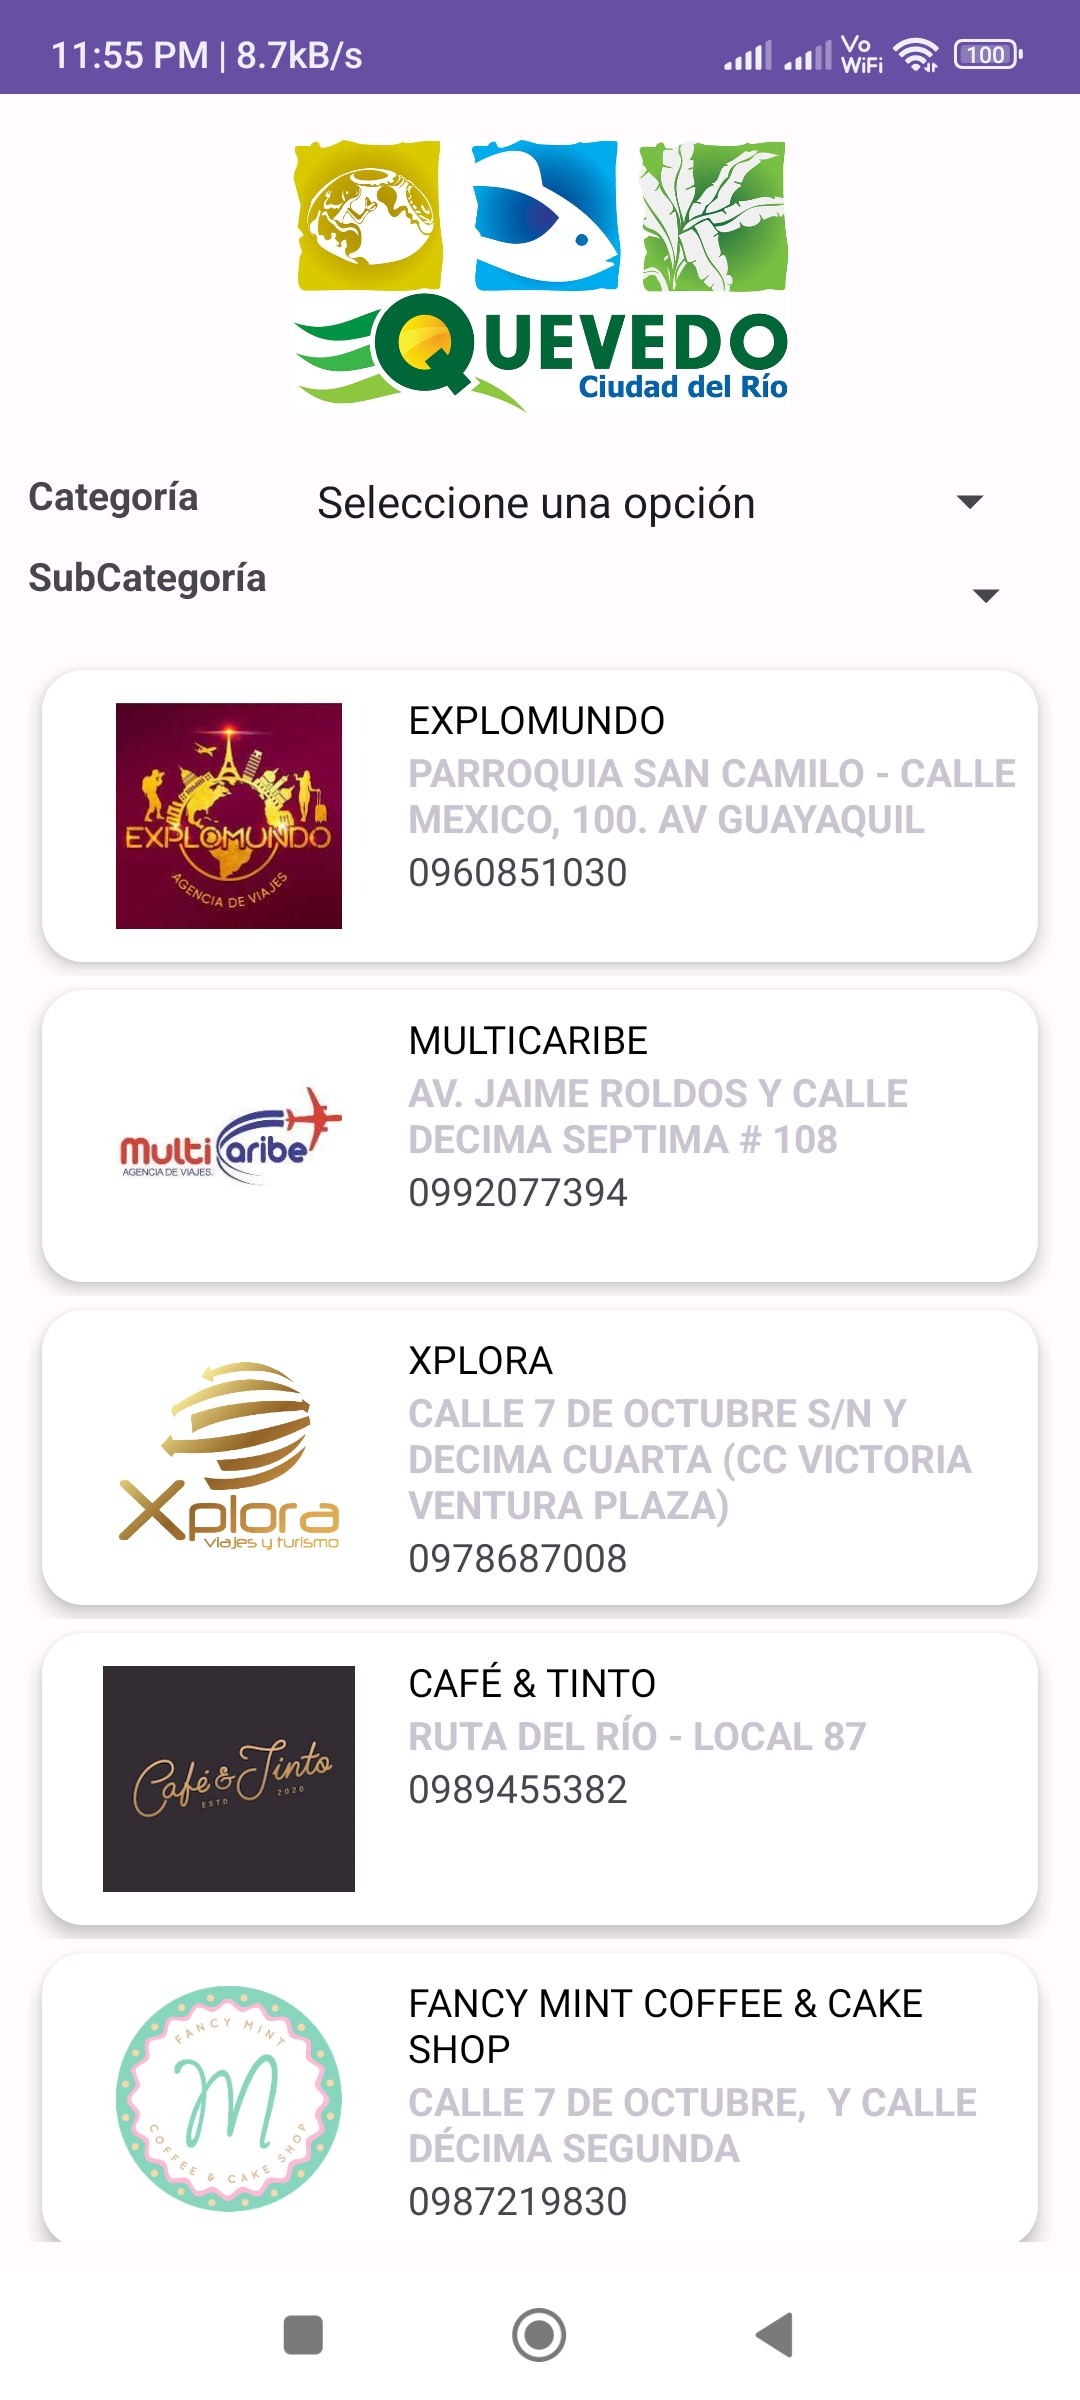 11:55 PM | 8.7kB/s
Vo
WiFi
100
QUEVEDO
Ciudad del Río
Categoría
Seleccione una opción
SubCategoría
EXPLOMUNDO
AGENCIA DE VIAJES
EXPLOMUNDO
PARROQUIA SAN CAMILO - CALLE
MEXICO, 100. AV GUAYAQUIL
0960851030
Multicaribe
AGENCIA DE VIAJES.
MULTICARIBE
AV. JAIME ROLDOS Y CALLE
DECIMA SEPTIMA # 108
0992077394
Xplora
viajes y turismo
XPLORA
CALLE 7 DE OCTUBRE S/N Y
DECIMA CUARTA (CC VICTORIA
VENTURA PLAZA)
0978687008
Café & Tinto
ESTD 2020
CAFÉ & TINTO
RUTA DEL RÍO - LOCAL 87
0989455382
FANCY MINT
M
COFFEE & CAKE SHOP
FANCY MINT COFFEE & CAKE
SHOP
CALLE 7 DE OCTUBRE,  Y CALLE
DÉCIMA SEGUNDA
0987219830